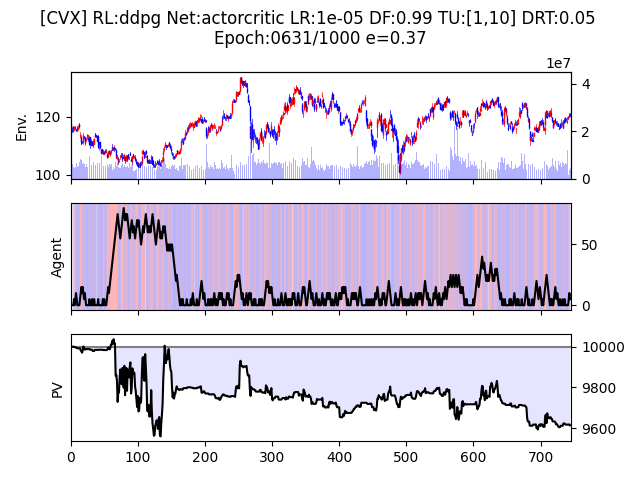 [CVX] RL:ddpg Net:actorcritic LR:1e-05 DF:0.99 TU:[1,10] DRT:0.05
Epoch:0631/1000 e=0.37
1e7
Env.
120
100
4
2
0
Agent
50
0
PV
10000
9800
9600
0 100 200 300 400 500 600 700